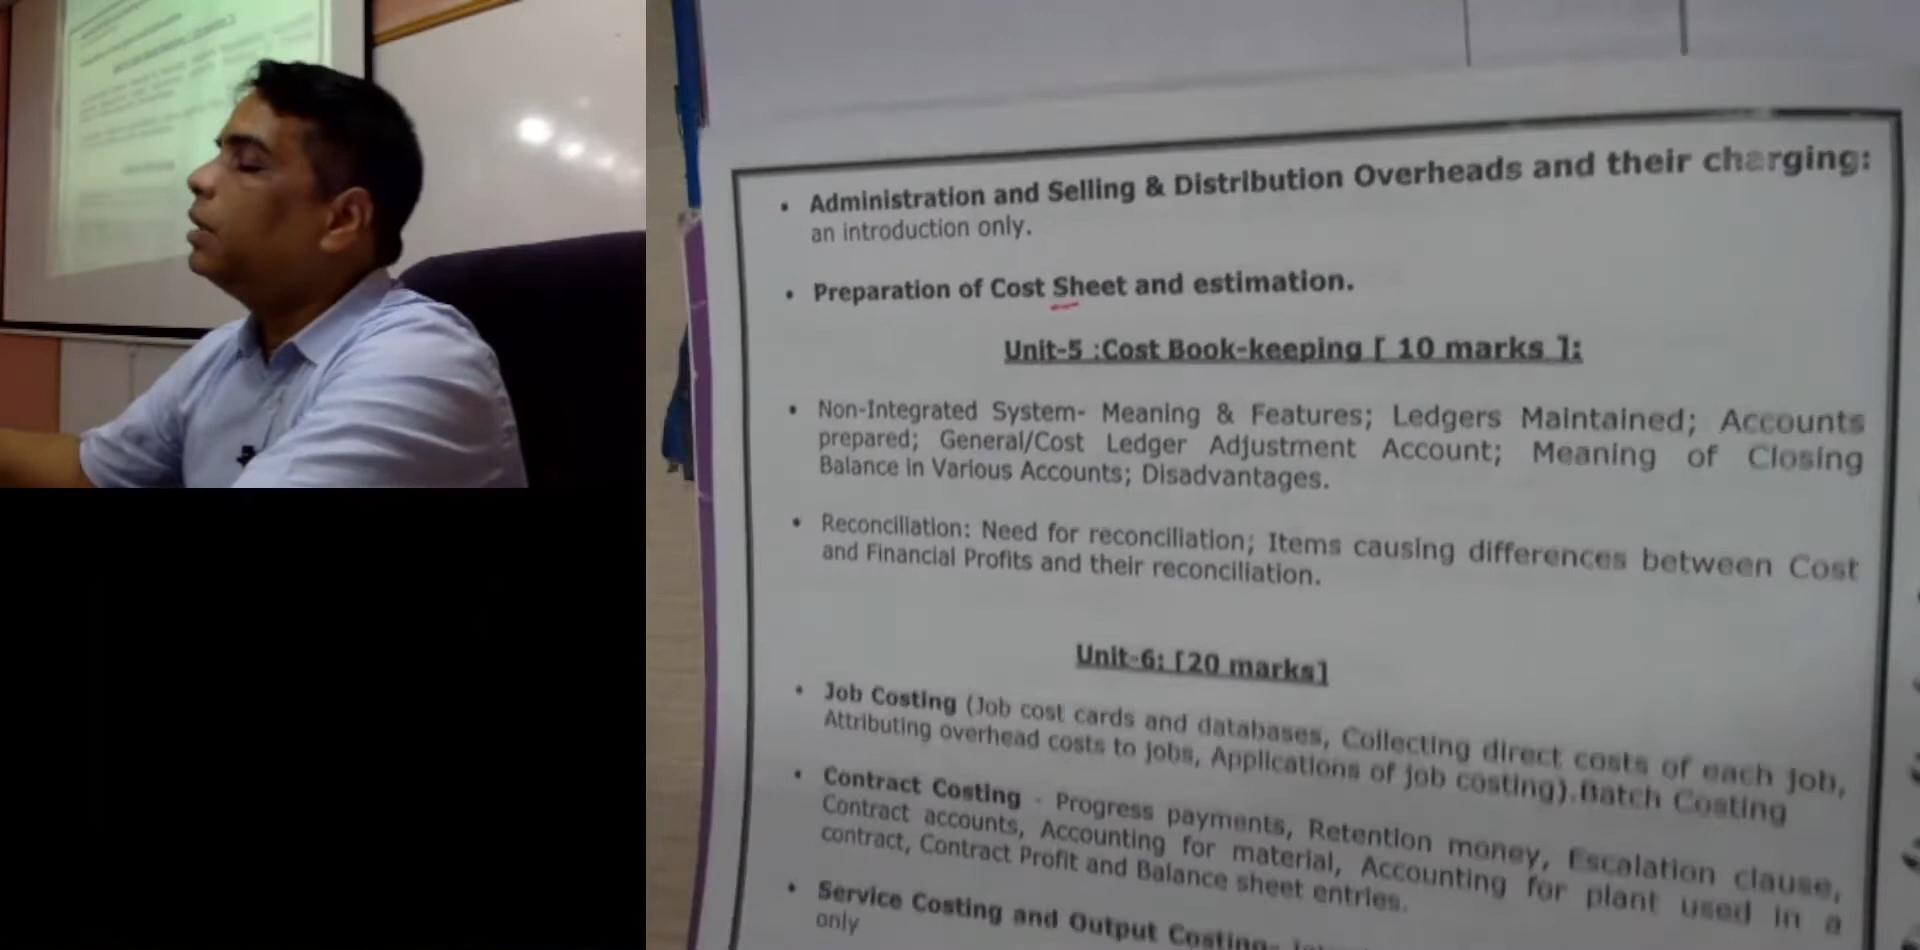 • Administration and Selling & Distribution Overheads and their charging:
an introduction only.
• Preparation of Cost Sheet and estimation.
Unit-5 :Cost Book-keeping [ 10 marks ]:
• Non-Integrated System- Meaning & Features; Ledgers Maintained; Accounts
prepared; General/Cost Ledger Adjustment Account; Meaning of Closing
Balance in Various Accounts; Disadvantages.
• Reconciliation: Need for reconciliation; Items causing differences between Cost
and Financial Profits and their reconciliation.
Unit-6: [20 marks]
• Job Costing (Job cost cards and databases, Collecting direct costs of each job,
Attributing overhead costs to jobs, Applications of job costing).Batch Costing
• Contract Costing - Progress payments, Retention money, Escalation clause,
Contract accounts, Accounting for material, Accounting for plant used in a
contract, Contract Profit and Balance sheet entries.
• Service Costing and Output Costing-
only